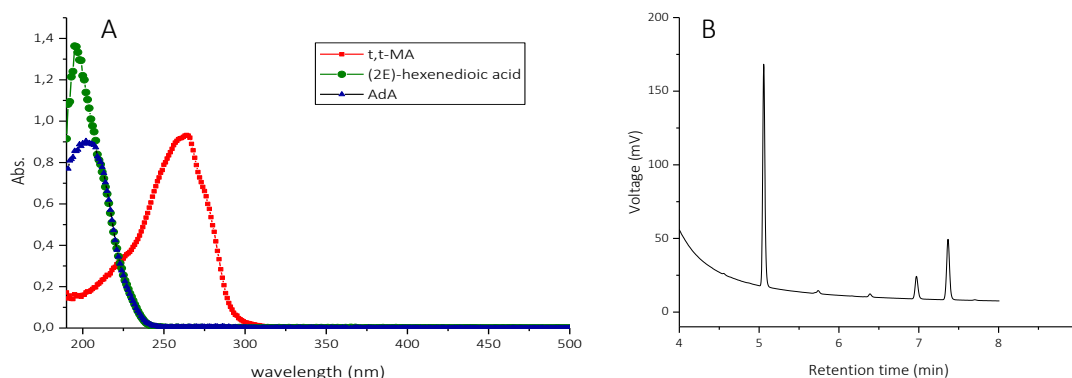 A
1,4
1,2
1,0
0,8
0,6
0,4
0,2
0,0
Abs.
200 250 300 350 400 450 500
wavelength (nm)
t,t-MA
(2E)-hexenedioic acid
AdA
B
200
150
100
50
0
Voltage (mV)
4 5 6 7 8
Retention time (min)